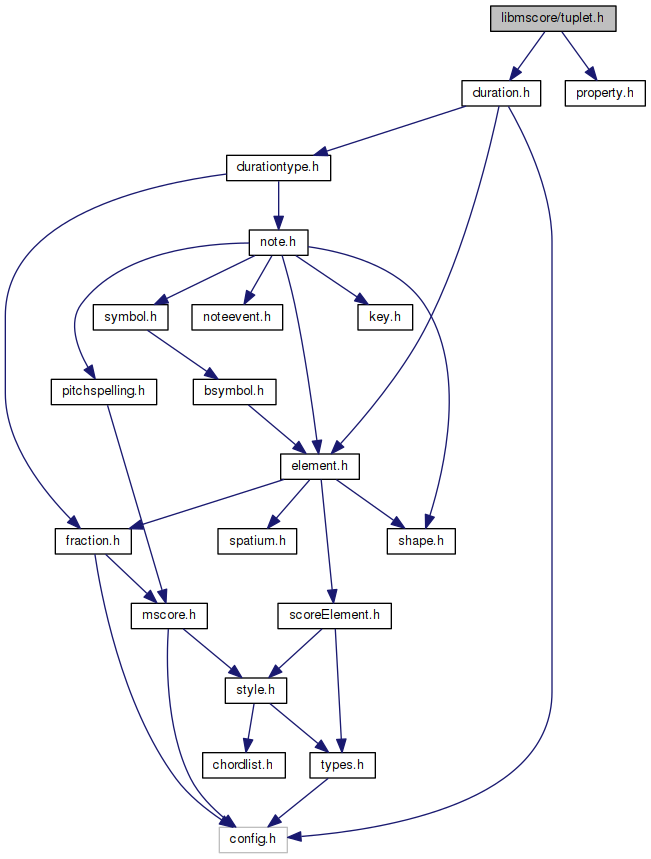 libmscore/tuplet.h
duration.h
property.h
durationtype.h
note.h
symbol.h
noteevent.h
key.h
pitchspelling.h
bsymbol.h
element.h
fraction.h
spatium.h
shape.h
mscore.h
scoreElement.h
style.h
chordlist.h
types.h
config.h